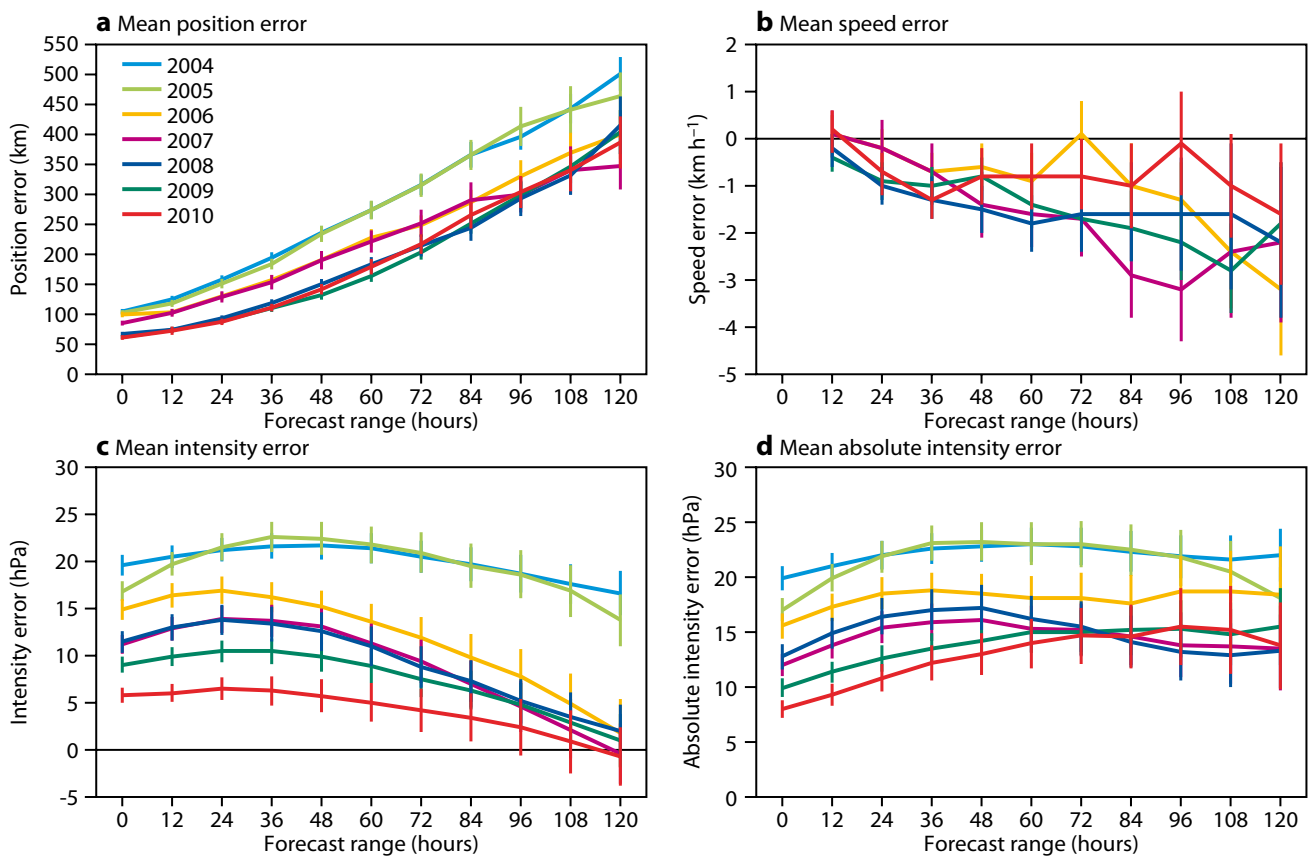 a Mean position error
550
500
450
400
350
300
250
200
150
100
50
0
Position error (km)
2004
2005
2006
2007
2008
2009
2010
0 12 24 36 48 60 72 84 96 108 120
Forecast range (hours)
b Mean speed error
2
1
0
-1
-2
-3
-4
-5
Speed error (km h⁻¹)
0 12 24 36 48 60 72 84 96 108 120
Forecast range (hours)
c Mean intensity error
30
25
20
15
10
5
0
-5
Intensity error (hPa)
0 12 24 36 48 60 72 84 96 108 120
Forecast range (hours)
d Mean absolute intensity error
30
25
20
15
10
5
0
Absolute intensity error (hPa)
0 12 24 36 48 60 72 84 96 108 120
Forecast range (hours)